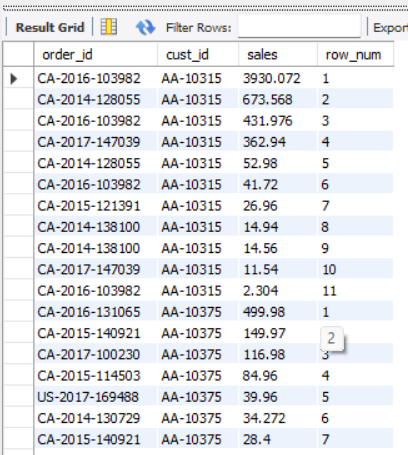 Result Grid Filter Rows: Export
order_id cust_id sales row_num
CA-2016-103982 AA-10315 3930.072 1
CA-2014-128055 AA-10315 673.568 2
CA-2016-103982 AA-10315 431.976 3
CA-2017-147039 AA-10315 362.94 4
CA-2014-128055 AA-10315 52.98 5
CA-2016-103982 AA-10315 41.72 6
CA-2015-121391 AA-10315 26.96 7
CA-2014-138100 AA-10315 14.94 8
CA-2014-138100 AA-10315 14.56 9
CA-2017-147039 AA-10315 11.54 10
CA-2016-103982 AA-10315 2.304 11
CA-2016-131065 AA-10375 499.98 1
CA-2015-140921 AA-10375 149.97 2
CA-2017-100230 AA-10375 116.98 3
CA-2015-114503 AA-10375 84.96 4
US-2017-169488 AA-10375 39.96 5
CA-2014-130729 AA-10375 34.272 6
CA-2015-140921 AA-10375 28.4 7